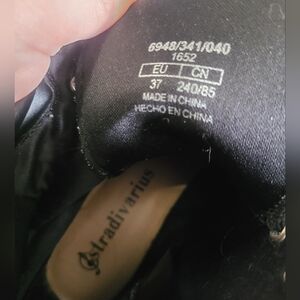 6948/341/040
1652
EU CN
37 240/85
MADE IN CHINA
HECHO EN CHINA
stradivarius